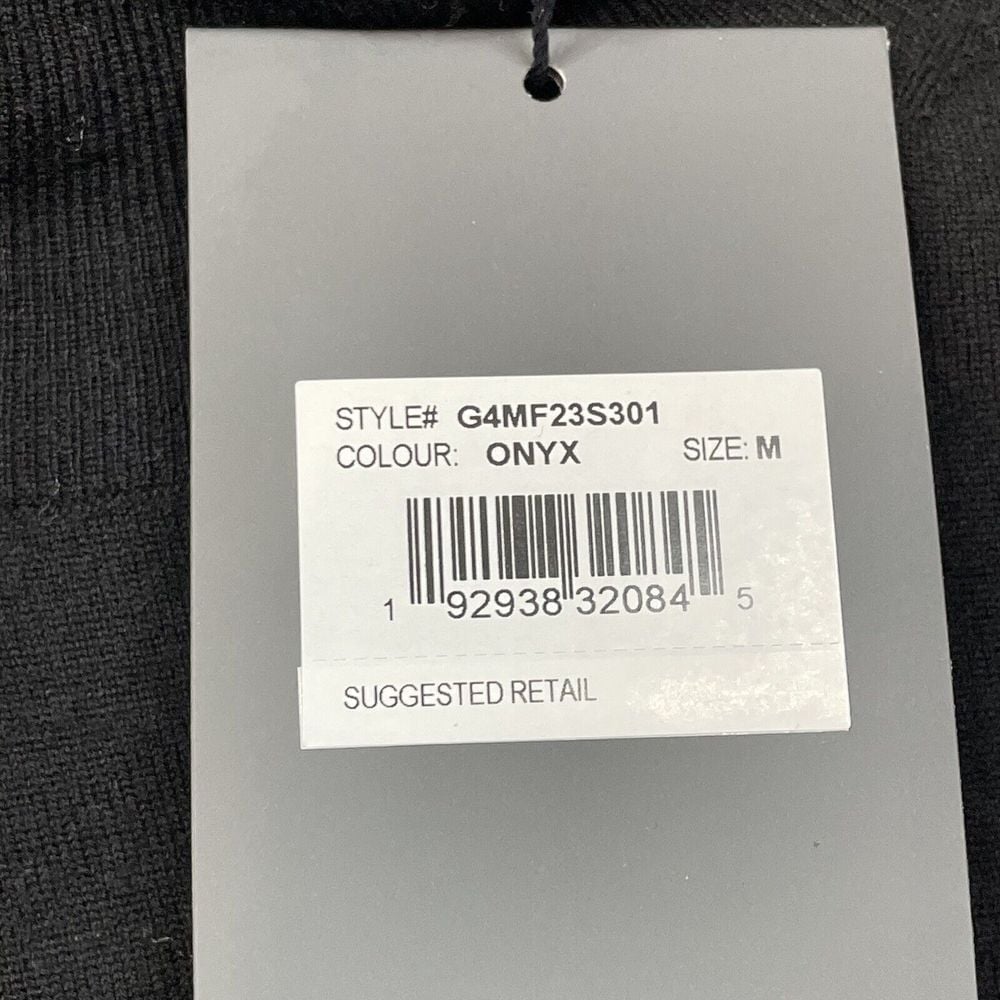 STYLE# G4MF23S301
COLOUR: ONYX SIZE: M
1 92938 32084 5
SUGGESTED RETAIL